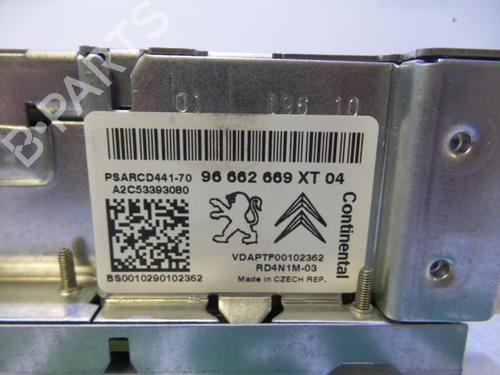 01 096 10
PSARCD441-70 96 662 669 XT 04
A2C53393080
Continental
VDAPTF00102362
RD4N1M-03
BS0010290102362 Made in CZECH REP.
B-PARTS